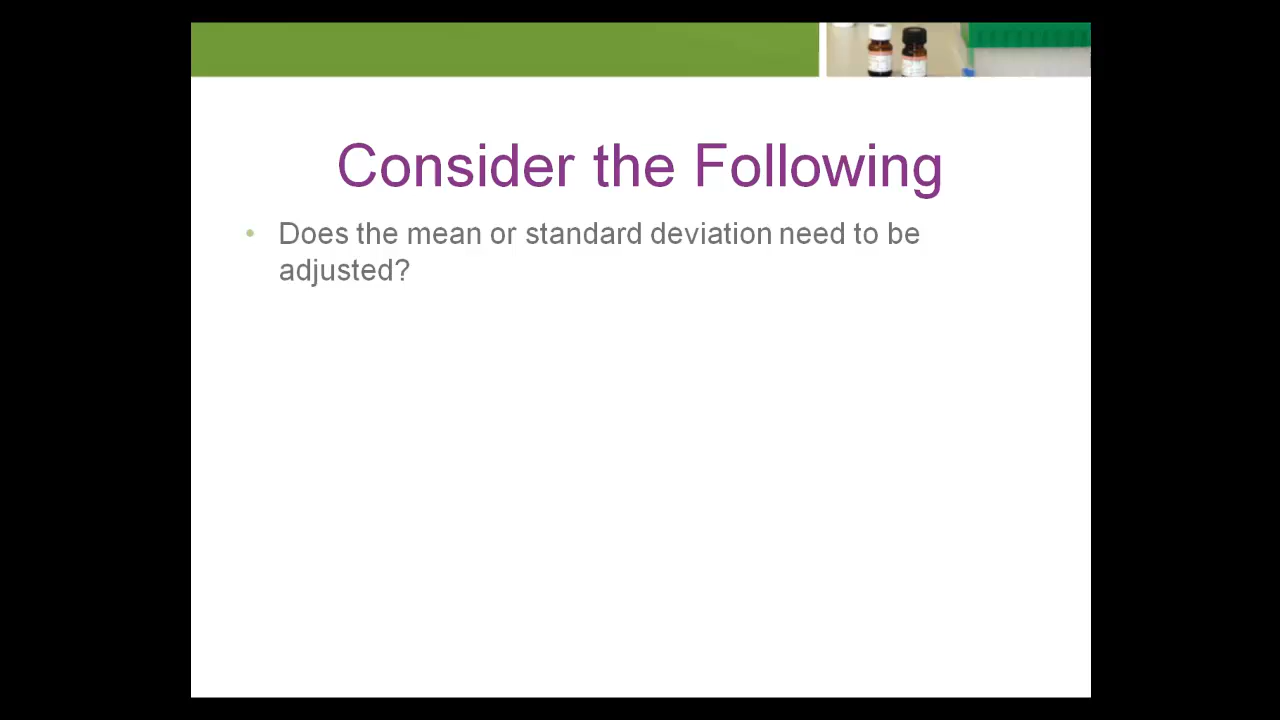 Consider the Following
• Does the mean or standard deviation need to be
adjusted?